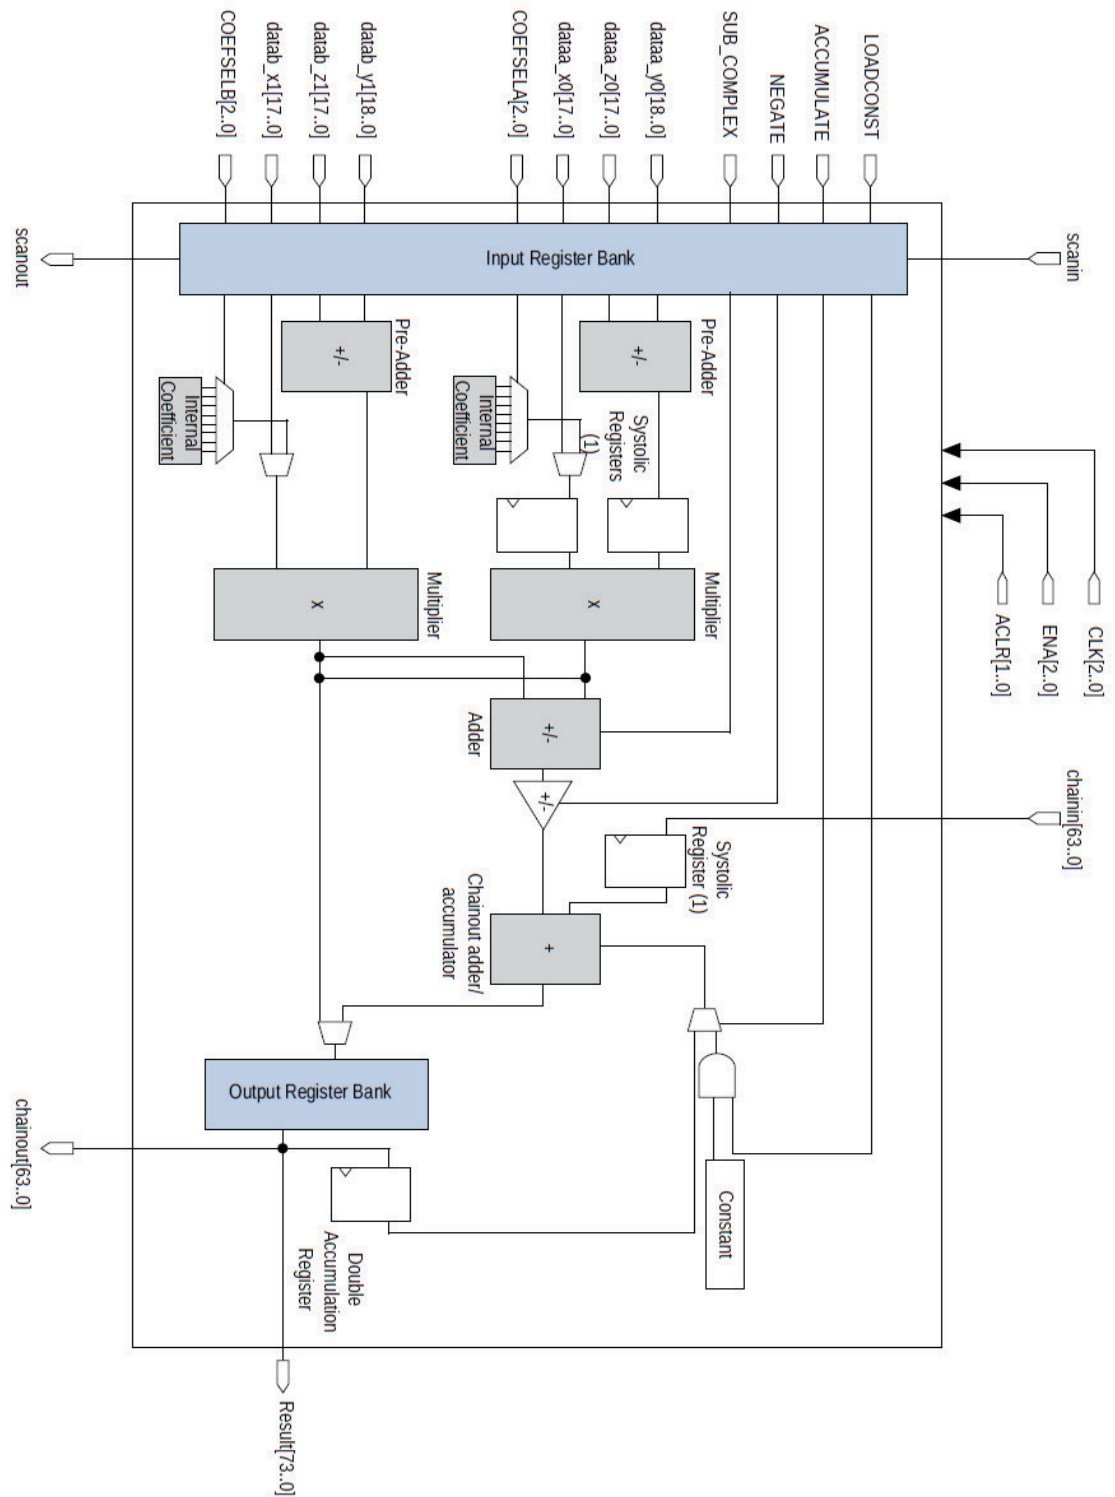 LOADCONST
ACCUMULATE
NEGATE
SUB_COMPLEX
dataa_y0[18..0]
dataa_z0[17..0]
dataa_x0[17..0]
COEFSELA[2..0]
datab_y1[18..0]
datab_z1[17..0]
datab_x1[17..0]
COEFSELB[2..0]
scanin
Input Register Bank
scanout
CLK[2..0]
ENA[2..0]
ACLR[1..0]
Pre-Adder
+/-
Pre-Adder
+/-
Systolic
Registers
(1)
Internal
Coefficient
Internal
Coefficient
Multiplier
x
Multiplier
x
+/-
Adder
+/-
chainin[63..0]
Systolic
Register (1)
+
Chainout adder/
accumulator
Constant
Output Register Bank
Double
Accumulation
Register
chainout[63..0]
Result[73..0]